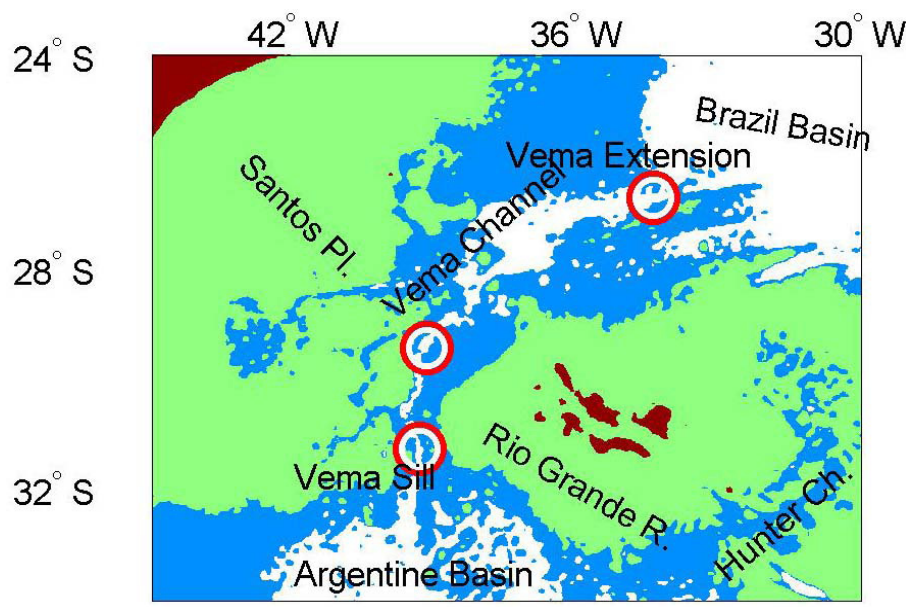 42° W 36° W 30° W
24° S
Brazil Basin
Vema Extension
Santos Pl.
Vema Channel
28° S
Rio Grande R.
Vema Sill
32° S
Hunter Ch.
Argentine Basin